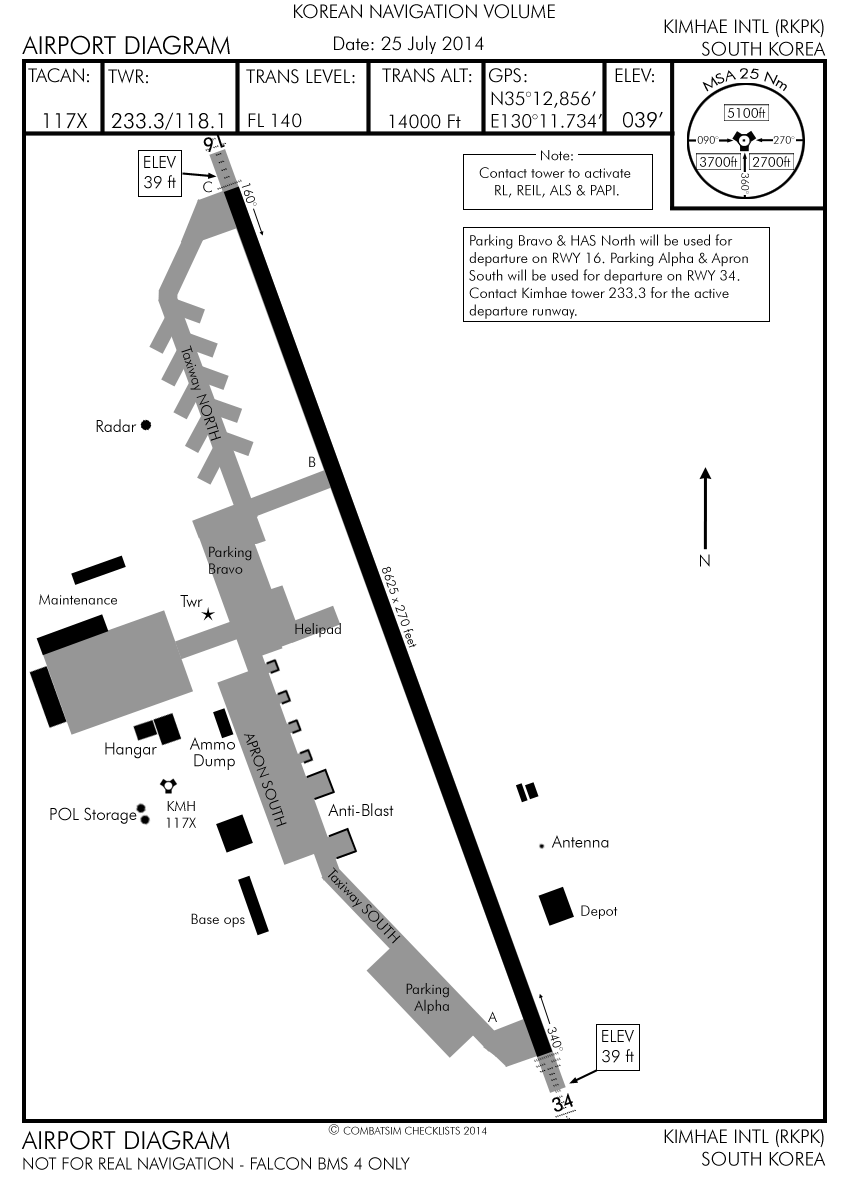 KOREAN NAVIGATION VOLUME
AIRPORT DIAGRAM
Date: 25 July 2014
KIMHAE INTL (RKPK)
SOUTH KOREA
TACAN:
117X
TWR:
233.3/118.1
TRANS LEVEL:
FL 140
TRANS ALT:
14000 Ft
GPS:
N35°12,856’
E130°11.734’
ELEV:
039’
MSA 25 Nm
5100ft
090°
270°
3700ft
2700ft
360°
16
ELEV
39 ft
C
160°
Note:
Contact tower to activate
RL, REIL, ALS & PAPI.
Parking Bravo & HAS North will be used for
departure on RWY 16. Parking Alpha & Apron
South will be used for departure on RWY 34.
Contact Kimhae tower 233.3 for the active
departure runway.
Taxiway NORTH
Radar
B
N
Parking
Bravo
8625 x 270 feet
Maintenance
Twr
Helipad
Hangar
Ammo
Dump
APRON SOUTH
KMH
117X
POL Storage
Anti-Blast
Antenna
Taxiway SOUTH
Base ops
Depot
Parking
Alpha
A
340°
ELEV
39 ft
34
© COMBATSIM CHECKLISTS 2014
AIRPORT DIAGRAM
NOT FOR REAL NAVIGATION - FALCON BMS 4 ONLY
KIMHAE INTL (RKPK)
SOUTH KOREA